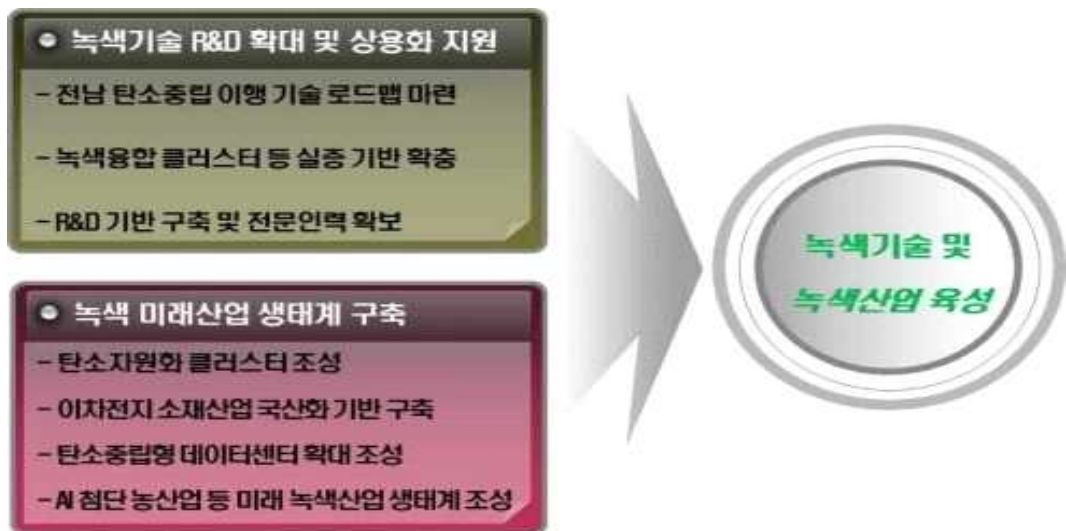 녹색기술 R&D 확대 및 상용화 지원
- 전남 탄소중립 이행 기술 로드맵 마련
- 녹색융합 클러스터 등 실증 기반 확충
- R&D 기반 구축 및 전문인력 확보
녹색 미래산업 생태계 구축
- 탄소자원화 클러스터 조성
- 이차전지 소재산업 국산화 기반 구축
- 탄소중립형 데이터센터 확대 조성
- AI 첨단 농산업 등 미래 녹색산업 생태계 조성
녹색기술 및
녹색산업 육성